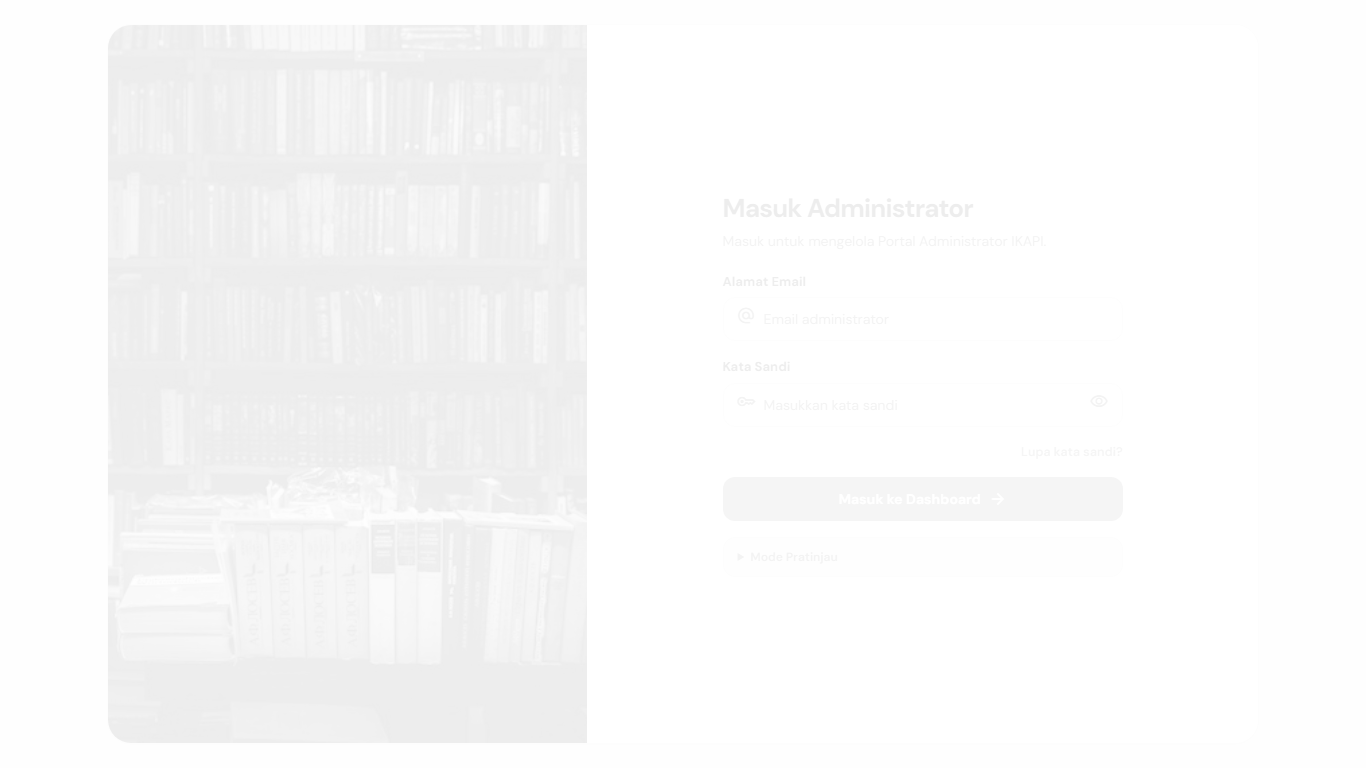 Masuk Administrator
Masuk untuk mengelola Portal Administrator IKAPI.
Alamat Email
Email administrator
Kata Sandi
Masukkan kata sandi
Lupa kata sandi?
Masuk ke Dashboard →
Mode Pratinjau